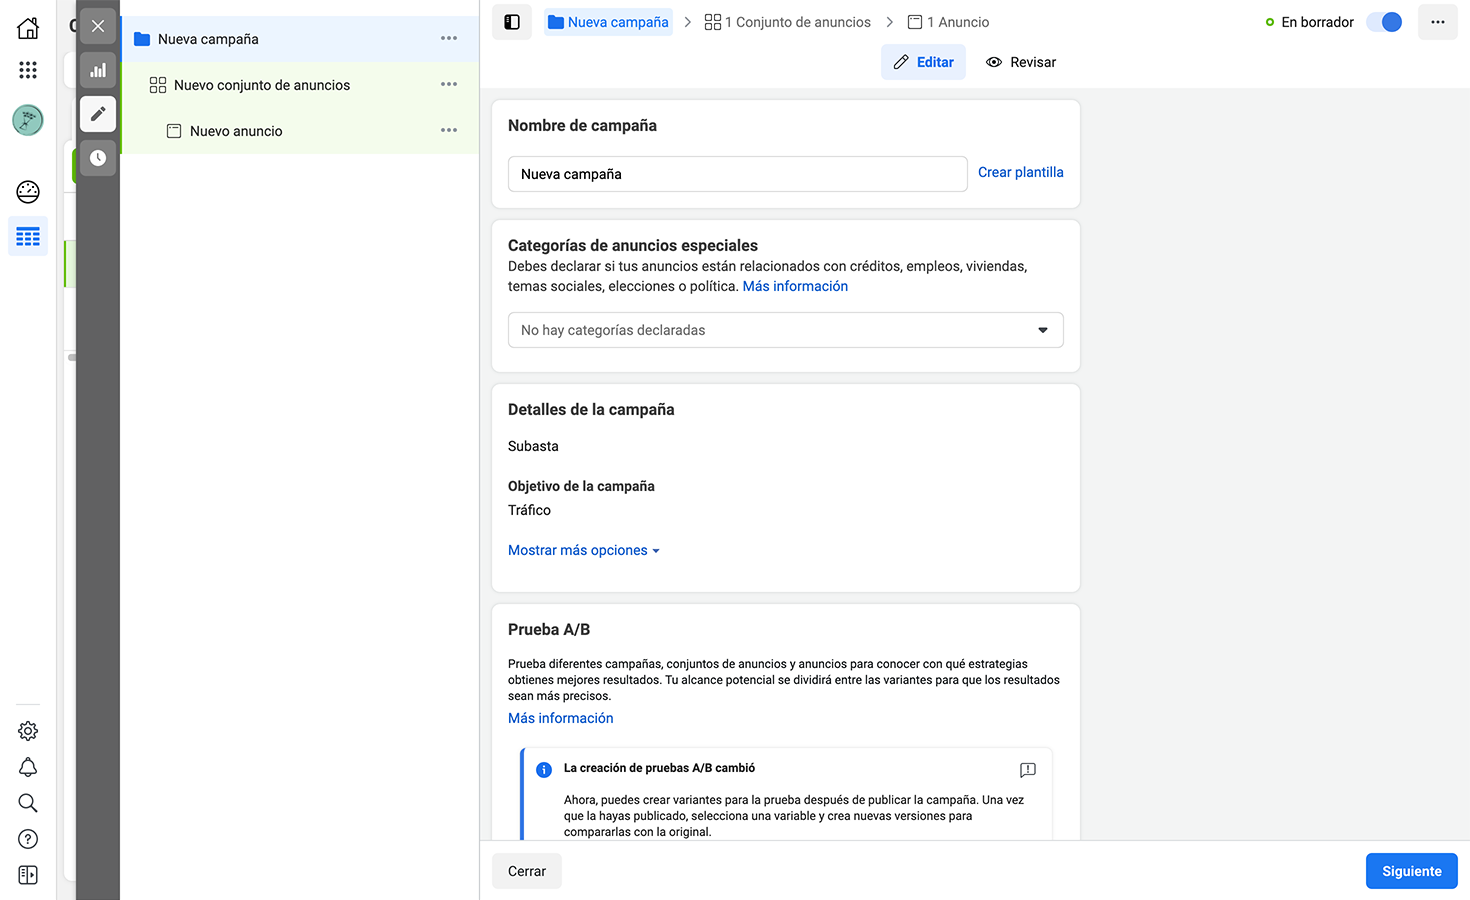 Nueva campaña
Nuevo conjunto de anuncios
Nuevo anuncio
Nueva campaña
1 Conjunto de anuncios
1 Anuncio
En borrador
Editar
Revisar
Nombre de campaña
Nueva campaña
Crear plantilla
Categorías de anuncios especiales
Debes declarar si tus anuncios están relacionados con créditos, empleos, viviendas,
temas sociales, elecciones o política. Más información
No hay categorías declaradas
Detalles de la campaña
Subasta
Objetivo de la campaña
Tráfico
Mostrar más opciones
Prueba A/B
Prueba diferentes campañas, conjuntos de anuncios y anuncios para conocer con qué estrategias
obtienes mejores resultados. Tu alcance potencial se dividirá entre las variantes para que los resultados
sean más precisos.
Más información
La creación de pruebas A/B cambió
Ahora, puedes crear variantes para la prueba después de publicar la campaña. Una vez
que la hayas publicado, selecciona una variable y crea nuevas versiones para
compararlas con la original.
Cerrar
Siguiente